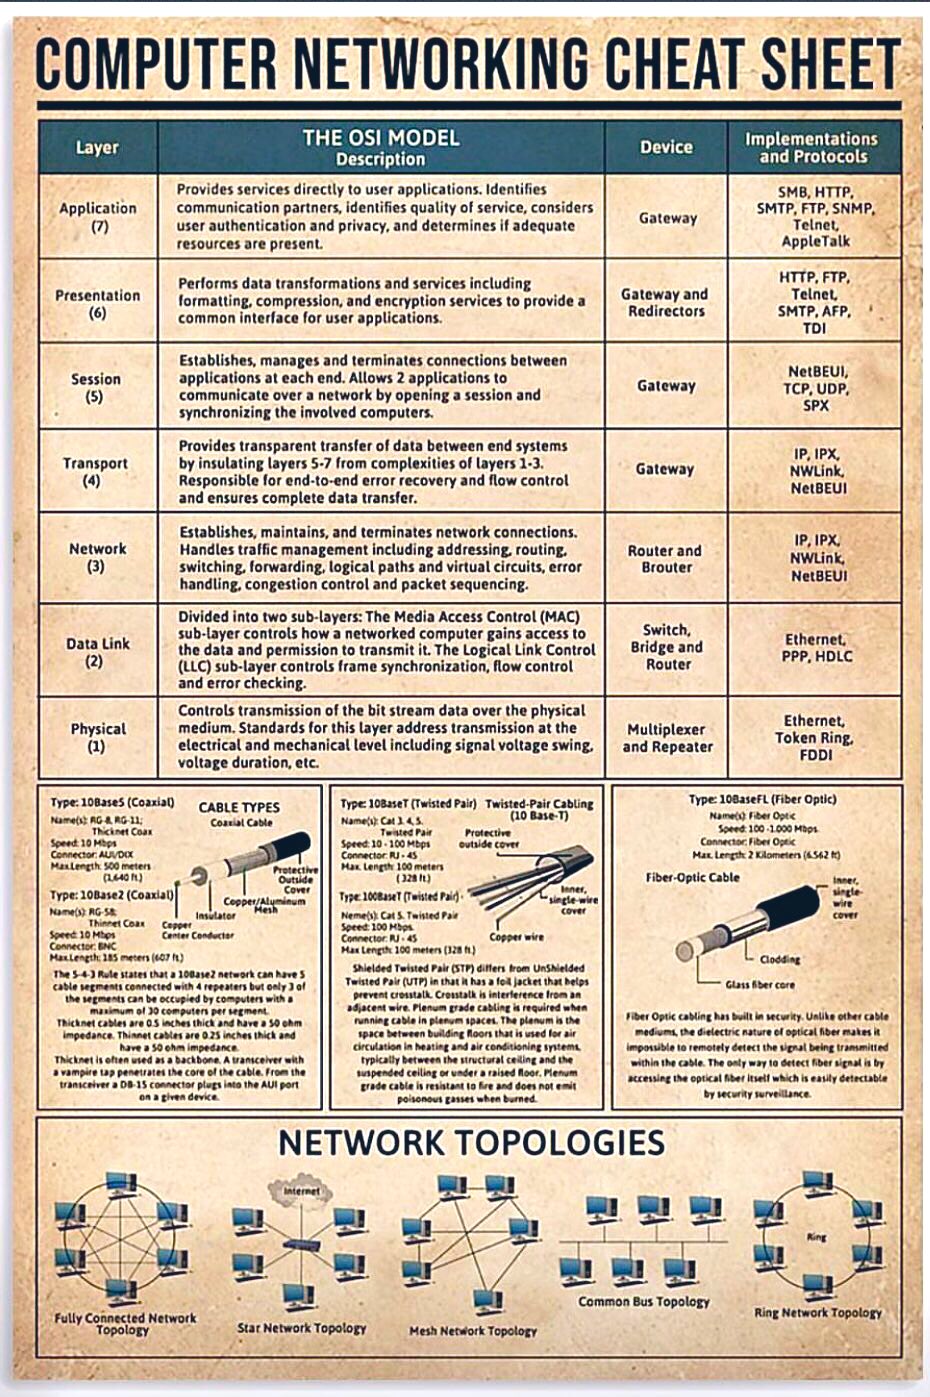 COMPUTER NETWORKING CHEAT SHEET
Layer
THE OSI MODEL
Description
Device
Implementations
and Protocols
Application
(7)
Provides services directly to user applications. Identifies
communication partners, identifies quality of service, considers
user authentication and privacy, and determines if adequate
resources are present.
Gateway
SMB, HTTP,
SMTP, FTP, SNMP,
Telnet,
AppleTalk
Presentation
(6)
Performs data transformations and services including
formatting, compression, and encryption services to provide a
common interface for user applications.
Gateway and
Redirectors
HTTP, FTP,
Telnet,
SMTP, AFP,
TDI
Session
(5)
Establishes, manages and terminates connections between
applications at each end. Allows 2 applications to
communicate over a network by opening a session and
synchronizing the involved computers.
Gateway
NetBEUI,
TCP, UDP,
SPX
Transport
(4)
Provides transparent transfer of data between end systems
by insulating layers 5-7 from complexities of layers 1-3.
Responsible for end-to-end error recovery and flow control
and ensures complete data transfer.
Gateway
IP, IPX,
NWLink,
NetBEUI
Network
(3)
Establishes, maintains, and terminates network connections.
Handles traffic management including addressing, routing,
switching, forwarding, logical paths and virtual circuits, error
handling, congestion control and packet sequencing.
Router and
Brouter
IP, IPX,
NWLink,
NetBEUI
Data Link
(2)
Divided into two sub-layers: The Media Access Control (MAC)
sub-layer controls how a networked computer gains access to
the data and permission to transmit it. The Logical Link Control
(LLC) sub-layer controls frame synchronization, flow control
and error checking.
Switch,
Bridge and
Router
Ethernet,
PPP, HDLC
Physical
(1)
Controls transmission of the bit stream data over the physical
medium. Standards for this layer address transmission at the
electrical and mechanical level including signal voltage swing,
voltage duration, etc.
Multiplexer
and Repeater
Ethernet,
Token Ring,
FDDI
Type: 10Base5 (Coaxial)
Name(s): RG-8, RG-11;
Thicknet Coax
Speed: 10 Mbps
Connector: AUI/DIX
Max.Length: 500 meters
(1,640 ft.)
Type: 10Base2 (Coaxial)
Name(s): RG-58;
Thinnet Coax
Speed: 10 Mbps
Connector: BNC
Max.Length: 185 meters (607 ft.)
CABLE TYPES
Coaxial Cable
Protective
Outside
Cover
Copper/Aluminum
Mesh
Insulator
Copper
Center Conductor
The 5-4-3 Rule states that a 10Base2 network can have 5
cable segments connected with 4 repeaters but only 3 of
the segments can be occupied by computers with a
maximum of 30 computers per segment.
Thicknet cables are 0.5 inches thick and have a 50 ohm
impedance. Thinnet cables are 0.25 inches thick and
have a 50 ohm impedance.
Thicknet is often used as a backbone. A transceiver with
a vampire tap penetrates the core of the cable. From the
transceiver a DB-15 connector plugs into the AUI port
on a given device.
Type: 10BaseT (Twisted Pair)
Name(s): Cat 3, 4, 5,
Twisted Pair
Speed: 10 - 100 Mbps
Connector: RJ - 45
Max. Length: 100 meters
( 328 ft.)
Type: 100BaseT (Twisted Pair)
Neme(s): Cat 5. Twisted Pair
Speed: 100 Mbps.
Connector: RJ - 45
Max Length: 100 meters (328 ft.)
Twisted-Pair Cabling
(10 Base-T)
Protective
outside cover
Inner,
single-wire
cover
Copper wire
Shielded Twisted Pair (STP) differs from UnShielded
Twisted Pair (UTP) in that it has a foil jacket that helps
prevent crosstalk. Crosstalk is interference from an
adjacent wire. Plenum grade cabling is required when
running cable in plenum spaces. The plenum is the
space between building floors that is used for air
circulation in heating and air conditioning systems,
typically between the structural ceiling and the
suspended ceiling or under a raised floor. Plenum
grade cable is resistant to fire and does not emit
poisonous gasses when burned.
Type: 10BaseFL (Fiber Optic)
Name(s): Fiber Optic
Speed: 100 -1.000 Mbps.
Connector: Fiber Optic
Max. Length: 2 Kilometers (6.562 ft)
Fiber-Optic Cable
Inner,
single-
wire
cover
Clodding
Glass fiber core
Fiber Optic cabling has built in security. Unlike other cable
mediums, the dielectric nature of optical fiber makes it
impossible to remotely detect the signal being transmitted
within the cable. The only way to detect fiber signal is by
accessing the optical fiber itself which is easily detectable
by security surveillance.
NETWORK TOPOLOGIES
Internet
Ring
Fully Connected Network
Topology
Star Network Topology
Mesh Network Topology
Common Bus Topology
Ring Network Topology